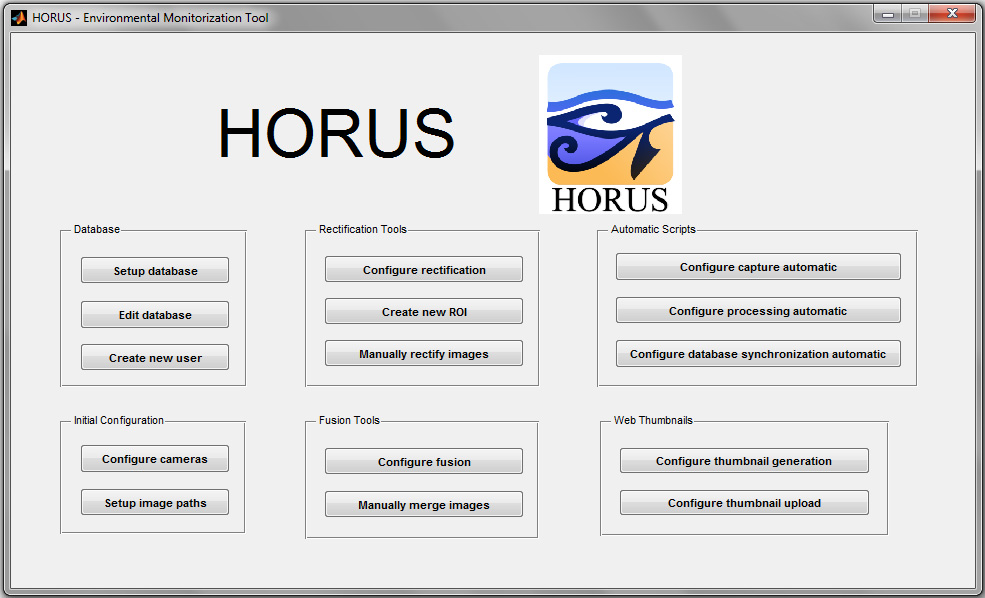 HORUS - Environmental Monitorization Tool
HORUS
HORUS
Database
Setup database
Edit database
Create new user
Rectification Tools
Configure rectification
Create new ROI
Manually rectify images
Automatic Scripts
Configure capture automatic
Configure processing automatic
Configure database synchronization automatic
Initial Configuration
Configure cameras
Setup image paths
Fusion Tools
Configure fusion
Manually merge images
Web Thumbnails
Configure thumbnail generation
Configure thumbnail upload